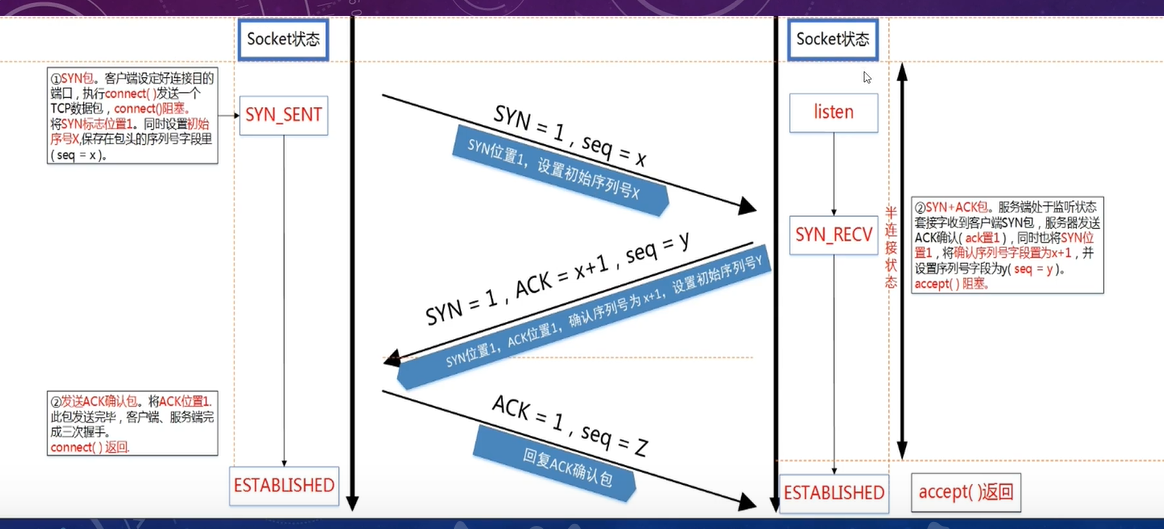 Socket状态
Socket状态
①SYN包。客户端设定好连接目的
端口，执行connect( )发送一个
TCP数据包，connect()阻塞。
将SYN标志位置1。同时设置初始
序号X,保存在包头的序列号字段里
( seq = x )。
SYN_SENT
SYN = 1 , seq = x
SYN位置1，设置初始序列号X
listen
SYN_RECV
半连接状态
②SYN+ACK包。服务端处于监听状态
套接字收到客户端SYN包，服务器发送
ACK确认( ack置1 )，同时也将SYN位
置1，将确认序列号字段置为x+1，并
设置序列号字段为y( seq = y )。
accept( ) 阻塞。
SYN = 1 , ACK = x+1 , seq = y
SYN位置1，ACK位置1，确认序列号为 x+1，设置初始序列号Y
②发送ACK确认包。将ACK位置1.
此包发送完毕，客户端、服务端完
成三次握手。
connect( ) 返回.
ACK = 1 , seq = Z
回复ACK确认包
ESTABLISHED
ESTABLISHED
accept( )返回